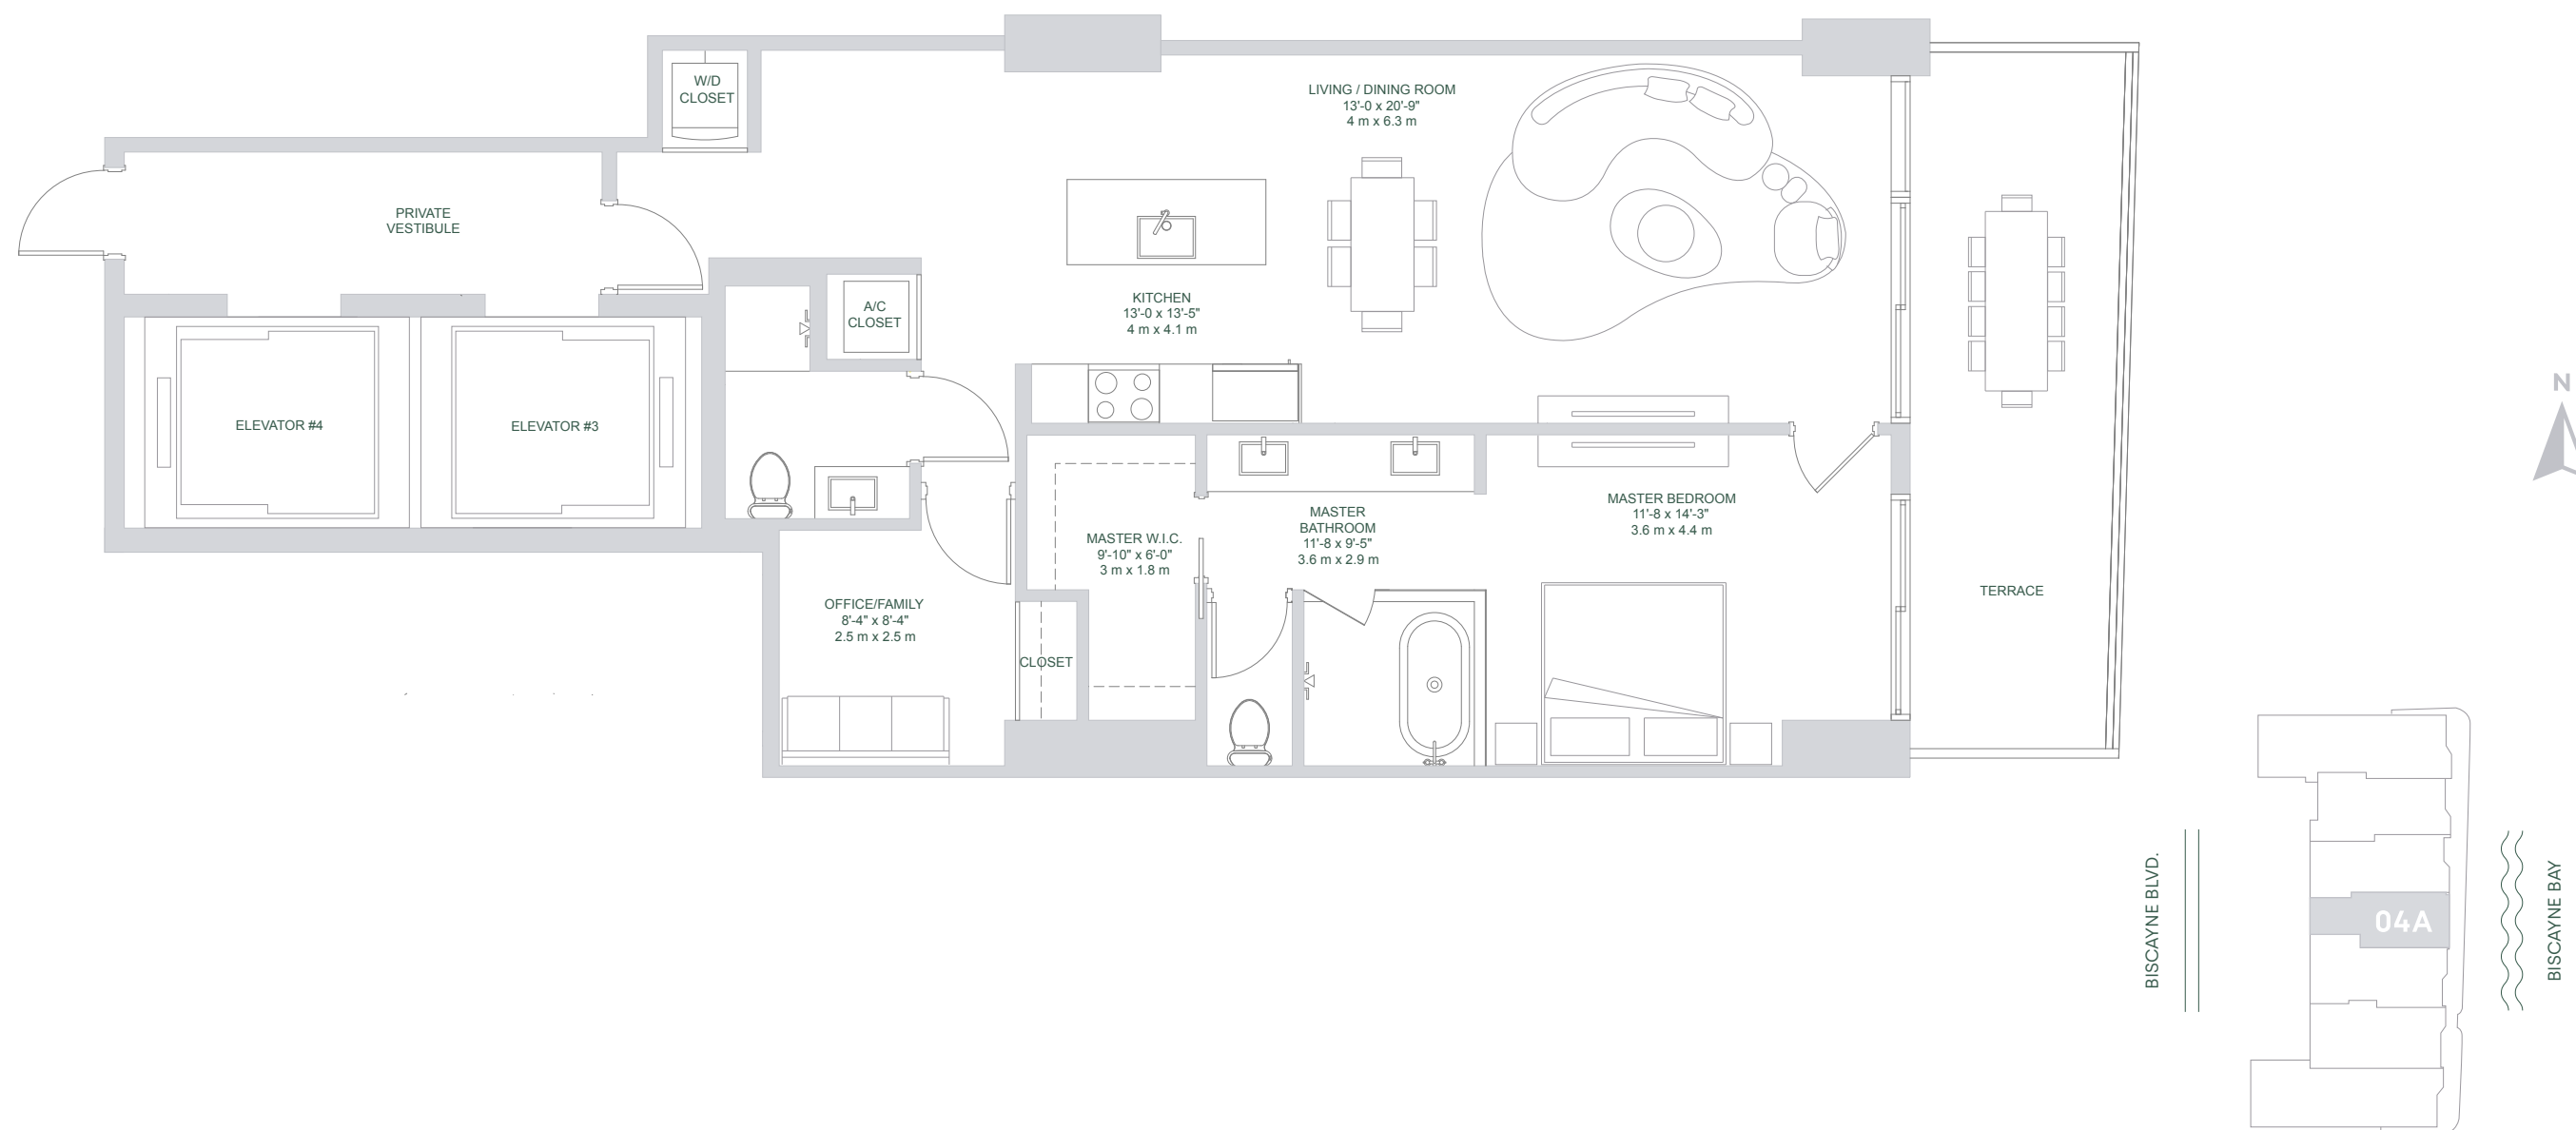 W/D
CLOSET
LIVING / DINING ROOM
13'-0 x 20'-9"
4 m x 6.3 m
PRIVATE
VESTIBULE
KITCHEN
13'-0 x 13'-5"
4 m x 4.1 m
A/C
CLOSET
ELEVATOR #4
ELEVATOR #3
N
MASTER BEDROOM
11'-8 x 14'-3"
3.6 m x 4.4 m
MASTER
BATHROOM
11'-8 x 9'-5"
3.6 m x 2.9 m
MASTER W.I.C.
9'-10" x 6'-0"
3 m x 1.8 m
OFFICE/FAMILY
8'-4" x 8'-4"
2.5 m x 2.5 m
CLOSET
TERRACE
BISCAYNE BLVD.
04A
BISCAYNE BAY